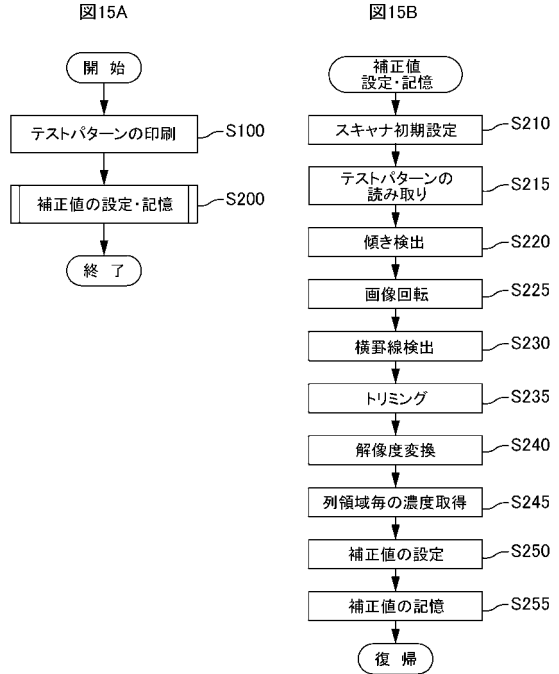 図15A
開 始
テストパターンの印刷
S100
補正値の設定・記憶
S200
終 了
図15B
補正値
設定・記憶
スキャナ初期設定
S210
テストパターンの
読み取り
S215
傾き検出
S220
画像回転
S225
横罫線検出
S230
トリミング
S235
解像度変換
S240
列領域毎の濃度取得
S245
補正値の設定
S250
補正値の記憶
S255
復 帰